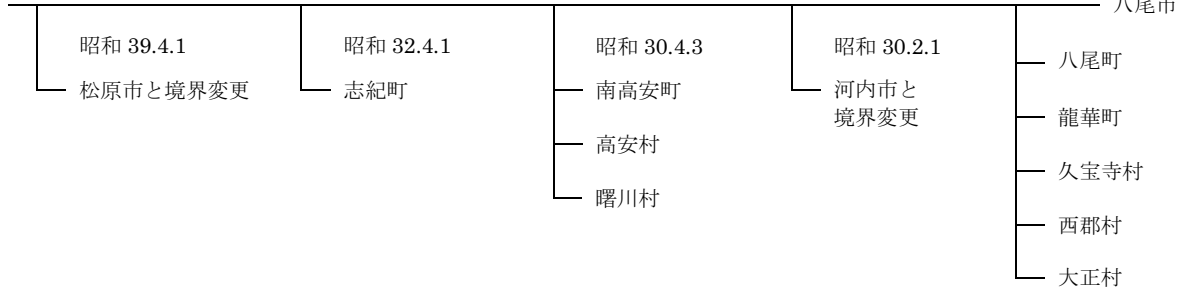 八尾市
昭和 39.4.1
松原市と境界変更
昭和 32.4.1
志紀町
昭和 30.4.3
南高安町
高安村
曙川村
昭和 30.2.1
河内市と
境界変更
八尾町
龍華町
久宝寺村
西郡村
大正村